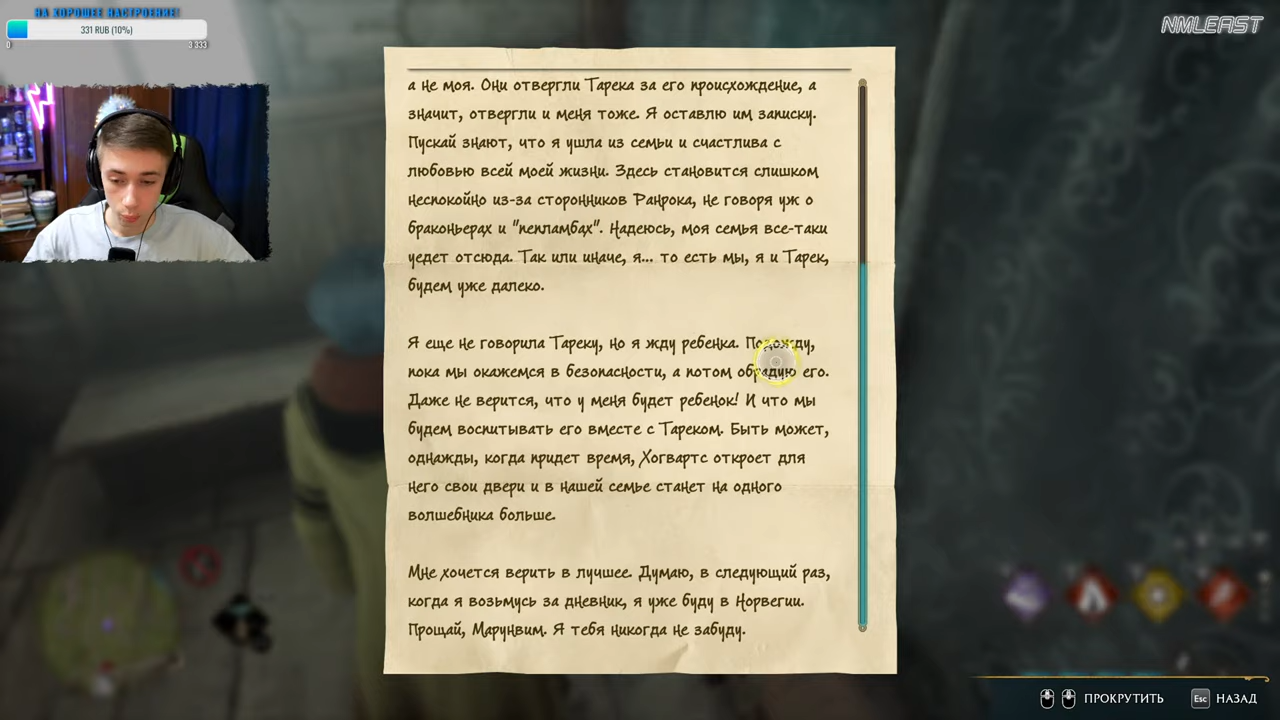 НА ХОРОШЕЕ НАСТРОЕНИЕ!
331 RUB (10%)
0 3 333
NMLEAST
а не моя. Они отвергли Тарека за его происхождение, а
значит, отвергли и меня тоже. Я оставлю им записку.
Пускай знают, что я ушла из семьи и счастлива с
любовью всей моей жизни. Здесь становится слишком
неспокойно из-за сторонников Ранрока, не говоря уж о
браконьерах и "пепламбах". Надеюсь, моя семья все-таки
уедет отсюда. Так или иначе, я... то есть мы, я и Тарек,
будем уже далеко.
Я еще не говорила Тареку, но я жду ребенка. Подожду,
пока мы окажемся в безопасности, а потом обрадую его.
Даже не верится, что у меня будет ребенок! И что мы
будем воспитывать его вместе с Тареком. Быть может,
однажды, когда придет время, Хогвартс откроет для
него свои двери и в нашей семье станет на одного
волшебника больше.
Мне хочется верить в лучшее. Думаю, в следующий раз,
когда я возьмусь за дневник, я уже буду в Норвегии.
Прощай, Марунвим. Я тебя никогда не забуду.
ПРОКРУТИТЬ Esc НАЗАД